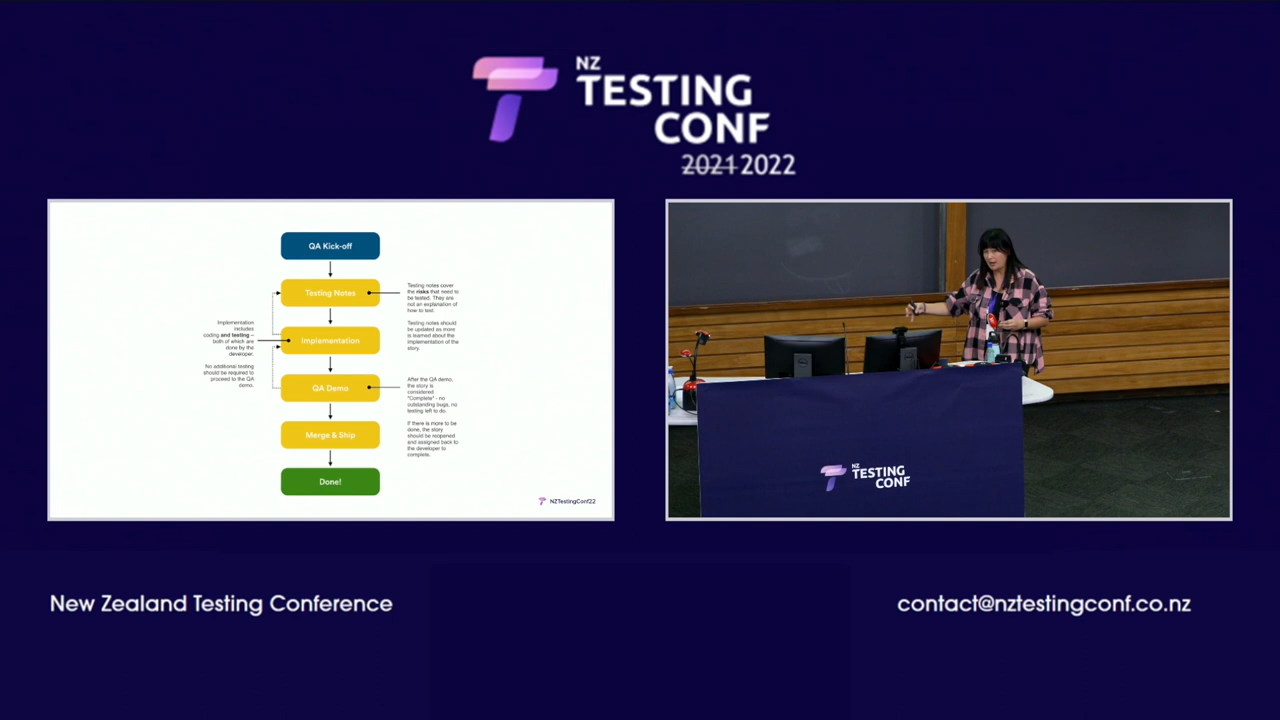 NZ
TESTING
CONF
2021 2022
QA Kick-off
Testing Notes
Testing notes cover
the risks that need to
be tested. They are
not an explanation of
how to test.
Testing notes should
be updated as more
is learned about the
implementation of the
story.
Implementation
includes
coding and testing –
both of which are
done by the
developer.
No additional testing
should be required to
proceed to the QA
demo.
Implementation
QA Demo
After the QA demo,
the story is
considered
"Complete" - no
outstanding bugs, no
testing left to do.
If there is more to be
done, the story
should be reopened
and assigned back to
the developer to
complete.
Merge & Ship
Done!
NZTestingConf22
NZ
TESTING
CONF
New Zealand Testing Conference
contact@nztestingconf.co.nz